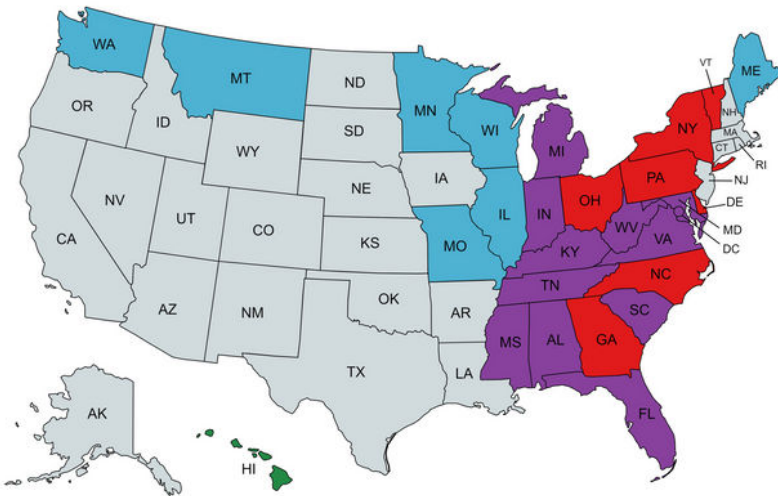 WA
MT
ND
MN
ME
VT
NH
OR
ID
SD
WI
NY
MA
WY
MI
CT
RI
IA
PA
NJ
NE
OH
DE
NV
IL
IN
MD
UT
CO
WV
DC
CA
KS
MO
KY
VA
NC
TN
AZ
NM
OK
AR
SC
MS
AL
GA
TX
LA
FL
AK
HI